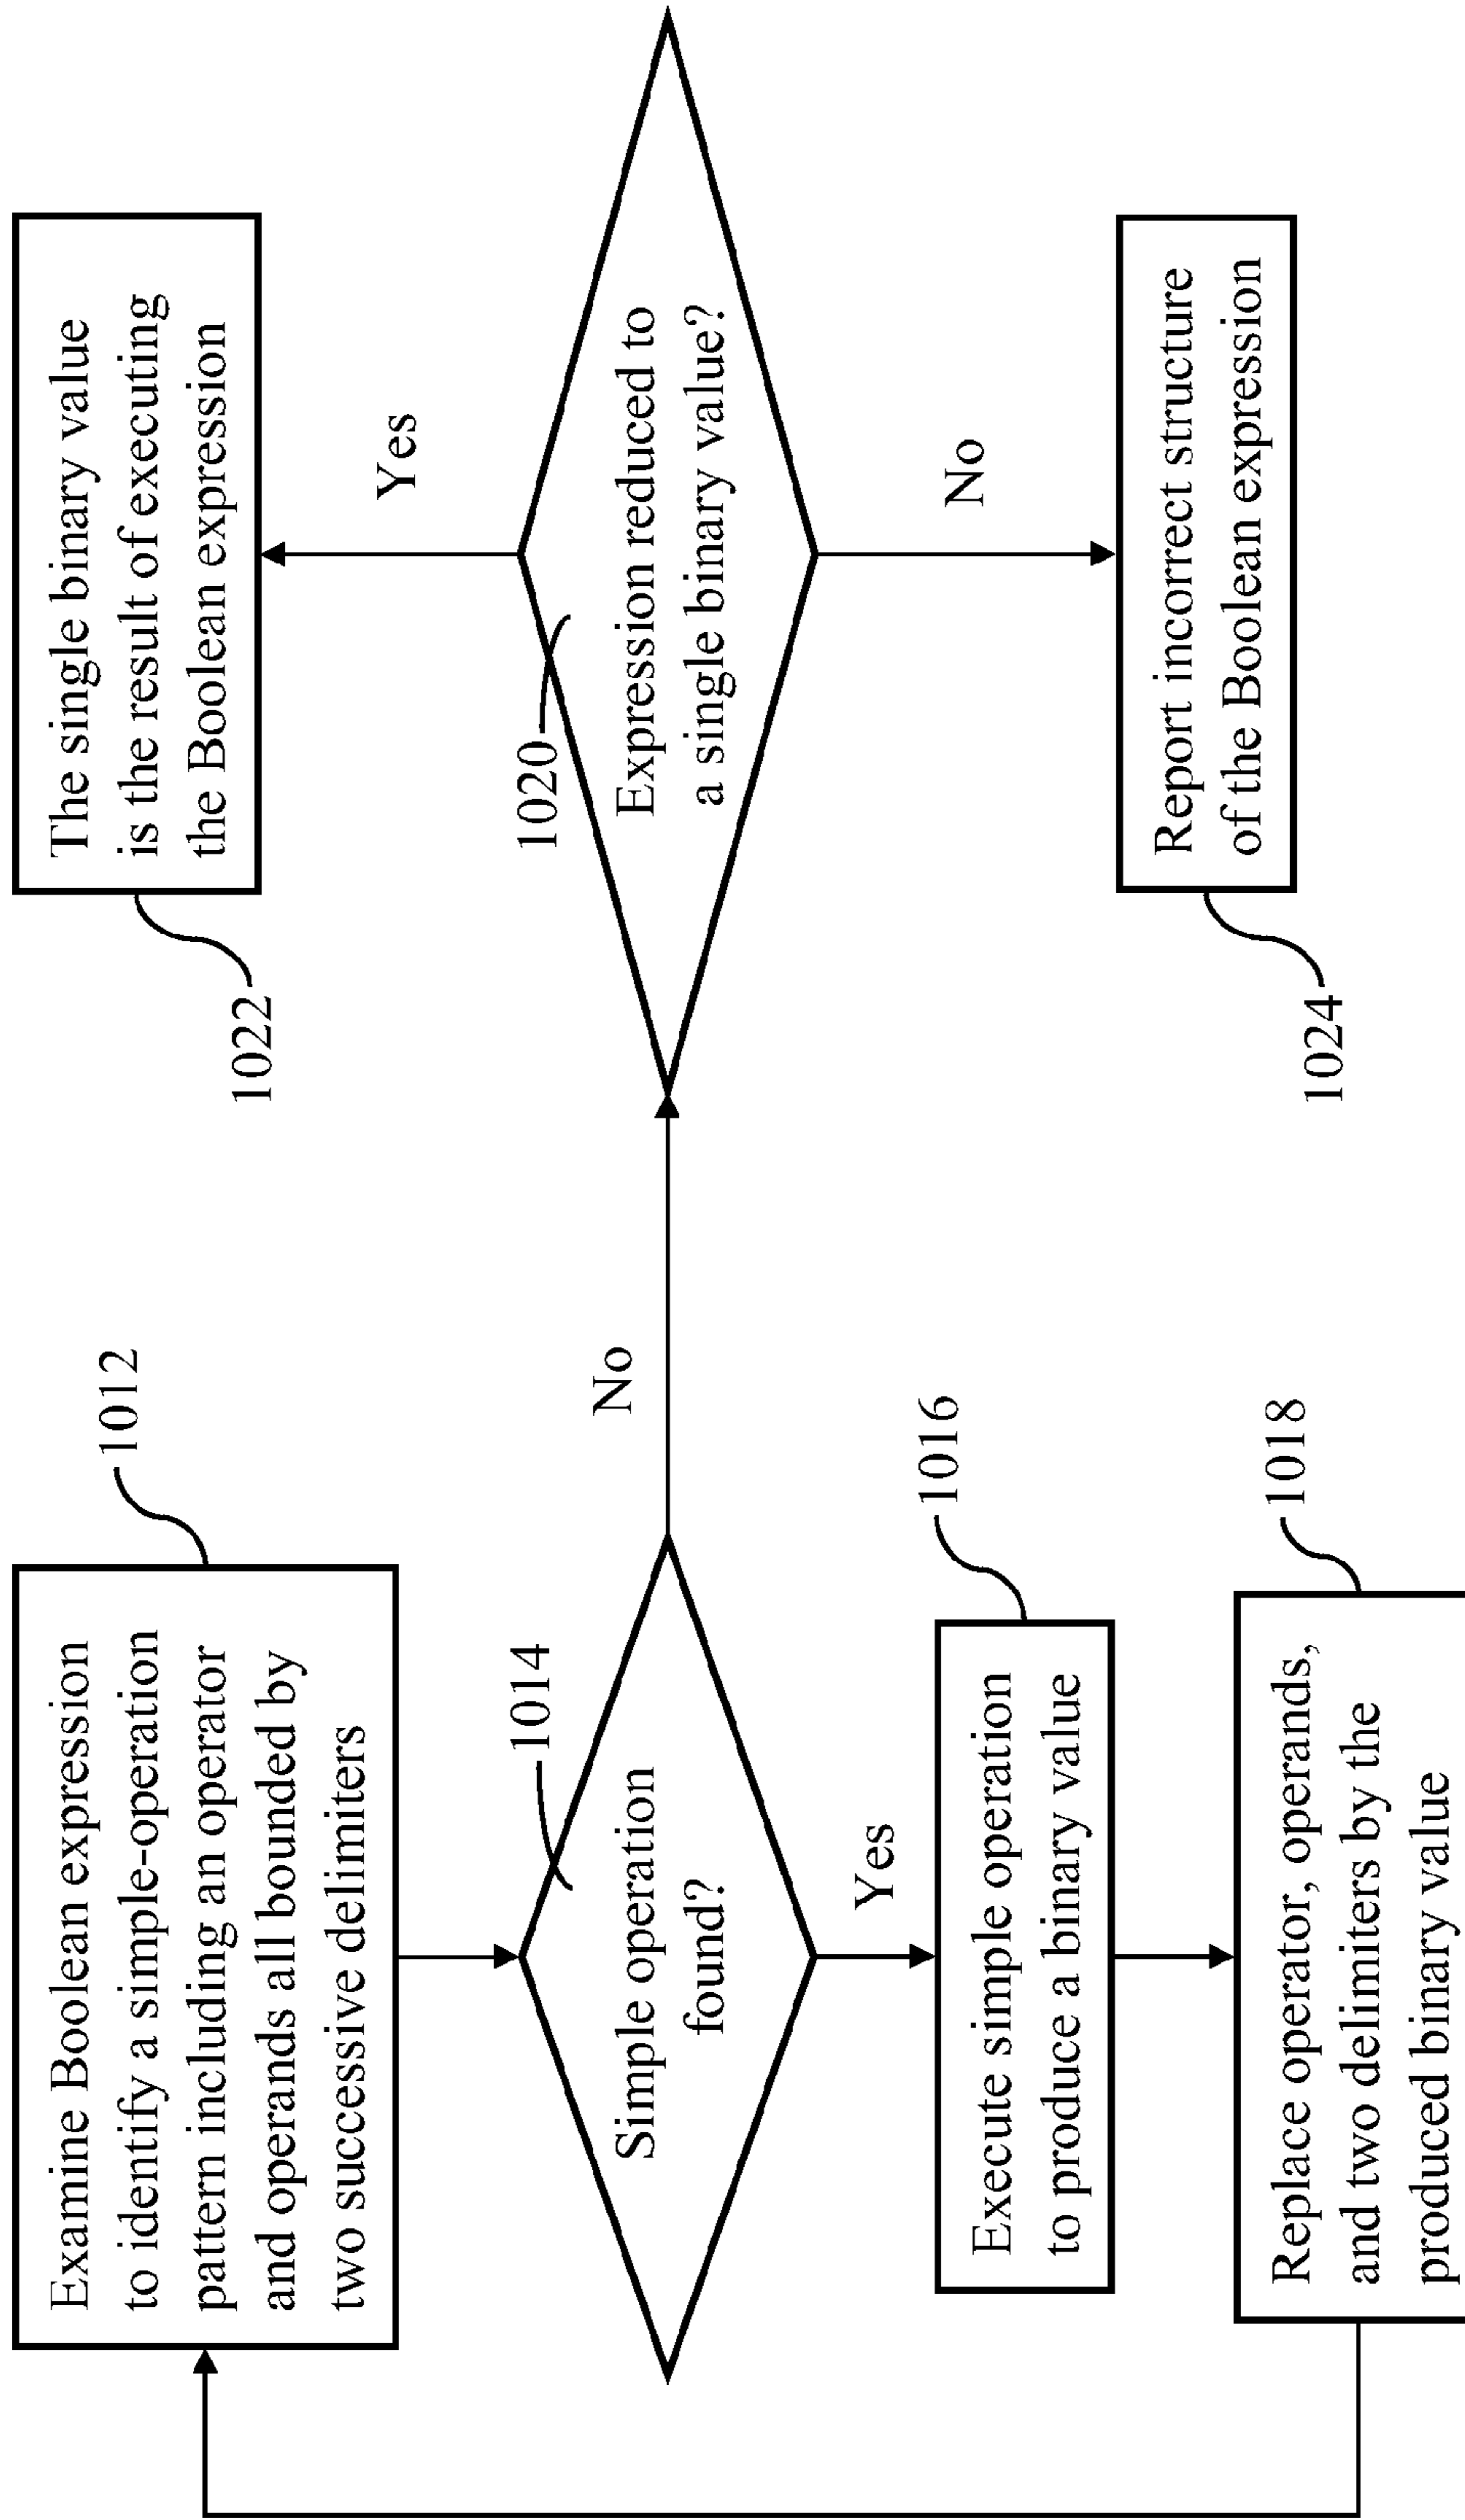 Examine Boolean expression
to identify a simple-operation
pattern including an operator
and operands all bounded by
two successive delimiters
1012
Simple operation
found?
1014
No
Yes
Execute simple operation
to produce a binary value
1016
Replace operator, operands,
and two delimiters by the
produced binary value
1018
The single binary value
is the result of executing
the Boolean expression
1022
Yes
1020
Expression reduced to
a single binary value?
No
Report incorrect structure
of the Boolean expression
1024